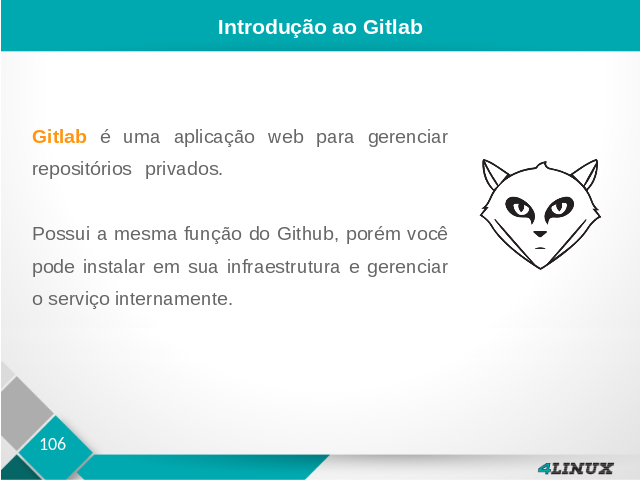 Introdução ao Gitlab
Gitlab é uma aplicação web para gerenciar
repositórios privados.
Possui a mesma função do Github, porém você
pode instalar em sua infraestrutura e gerenciar
o serviço internamente.
106
4LINUX